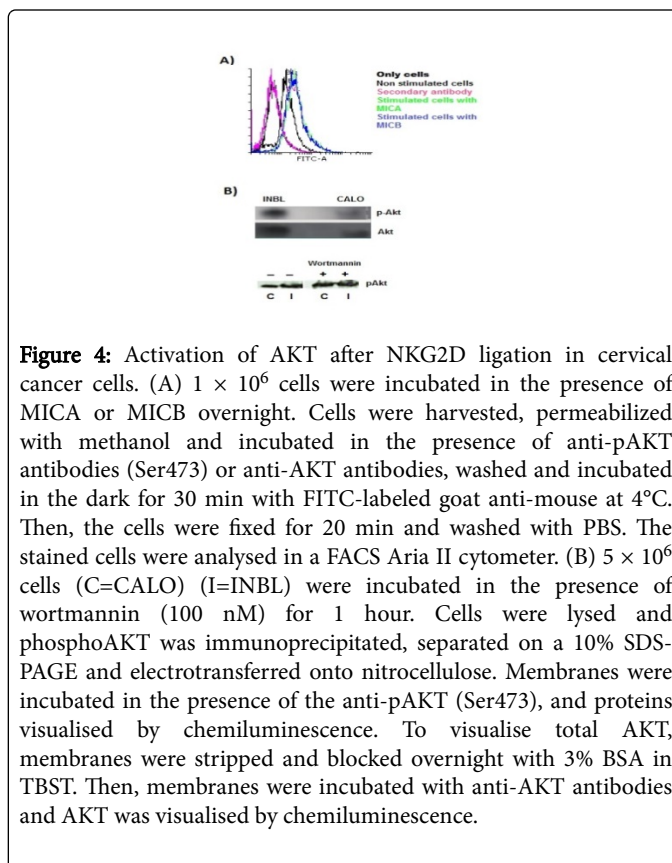 A)
Only cells
Non stimulated cells
Secondary antibody
Stimulated cells with
MICA
Stimulated cells with
MICB
FITC-A
B)
INBL CALO
p-Akt
Akt
Wortmannin
– – + +
pAkt
C I C I
Figure 4: Activation of AKT after NKG2D ligation in cervical
cancer cells. (A) 1 × 10⁶ cells were incubated in the presence of
MICA or MICB overnight. Cells were harvested, permeabilized
with methanol and incubated in the presence of anti-pAKT
antibodies (Ser473) or anti-AKT antibodies, washed and incubated
in the dark for 30 min with FITC-labeled goat anti-mouse at 4°C.
Then, the cells were fixed for 20 min and washed with PBS. The
stained cells were analysed in a FACS Aria II cytometer. (B) 5 × 10⁶
cells (C=CALO) (I=INBL) were incubated in the presence of
wortmannin (100 nM) for 1 hour. Cells were lysed and
phosphoAKT was immunoprecipitated, separated on a 10% SDS-
PAGE and electrotransferred onto nitrocellulose. Membranes were
incubated in the presence of the anti-pAKT (Ser473), and proteins
visualised by chemiluminescence. To visualise total AKT,
membranes were stripped and blocked overnight with 3% BSA in
TBST. Then, membranes were incubated with anti-AKT antibodies
and AKT was visualised by chemiluminescence.